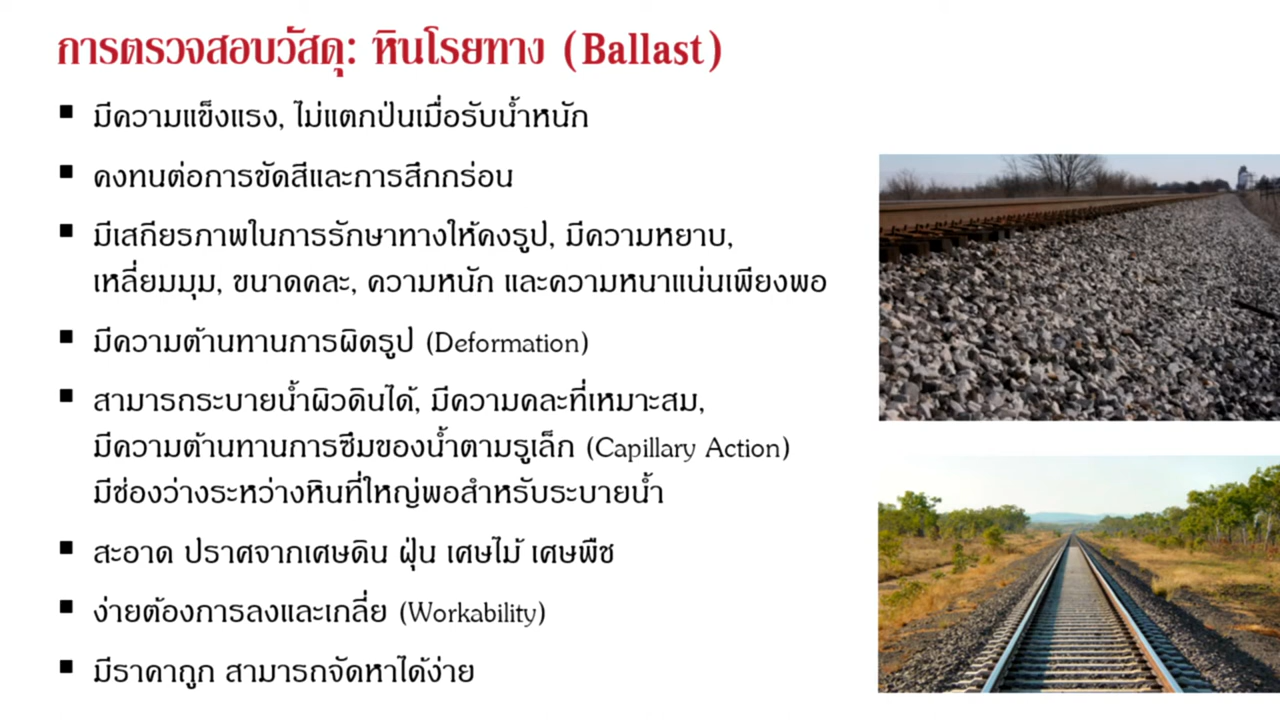 การตรวจสอบวัสดุ: หินโรยทาง (Ballast)
▪ มีความแข็งแรง, ไม่แตกป่นเมื่อรับน้ำหนัก
▪ คงทนต่อการขัดสีและการสึกกร่อน
▪ มีเสถียรภาพในการรักษาทางให้คงรูป, มีความหยาบ,
เหลี่ยมมุม, ขนาดคละ, ความหนัก และความหนาแน่นเพียงพอ
▪ มีความต้านทานการผิดรูป (Deformation)
▪ สามารถระบายน้ำผิวดินได้, มีความคละที่เหมาะสม,
มีความต้านทานการซึมของน้ำตามรูเล็ก (Capillary Action)
มีช่องว่างระหว่างหินที่ใหญ่พอสำหรับระบายน้ำ
▪ สะอาด ปราศจากเศษดิน ฝุ่น เศษไม้ เศษพืช
▪ ง่ายต้องการลงและเกลี่ย (Workability)
▪ มีราคาถูก สามารถจัดหาได้ง่าย